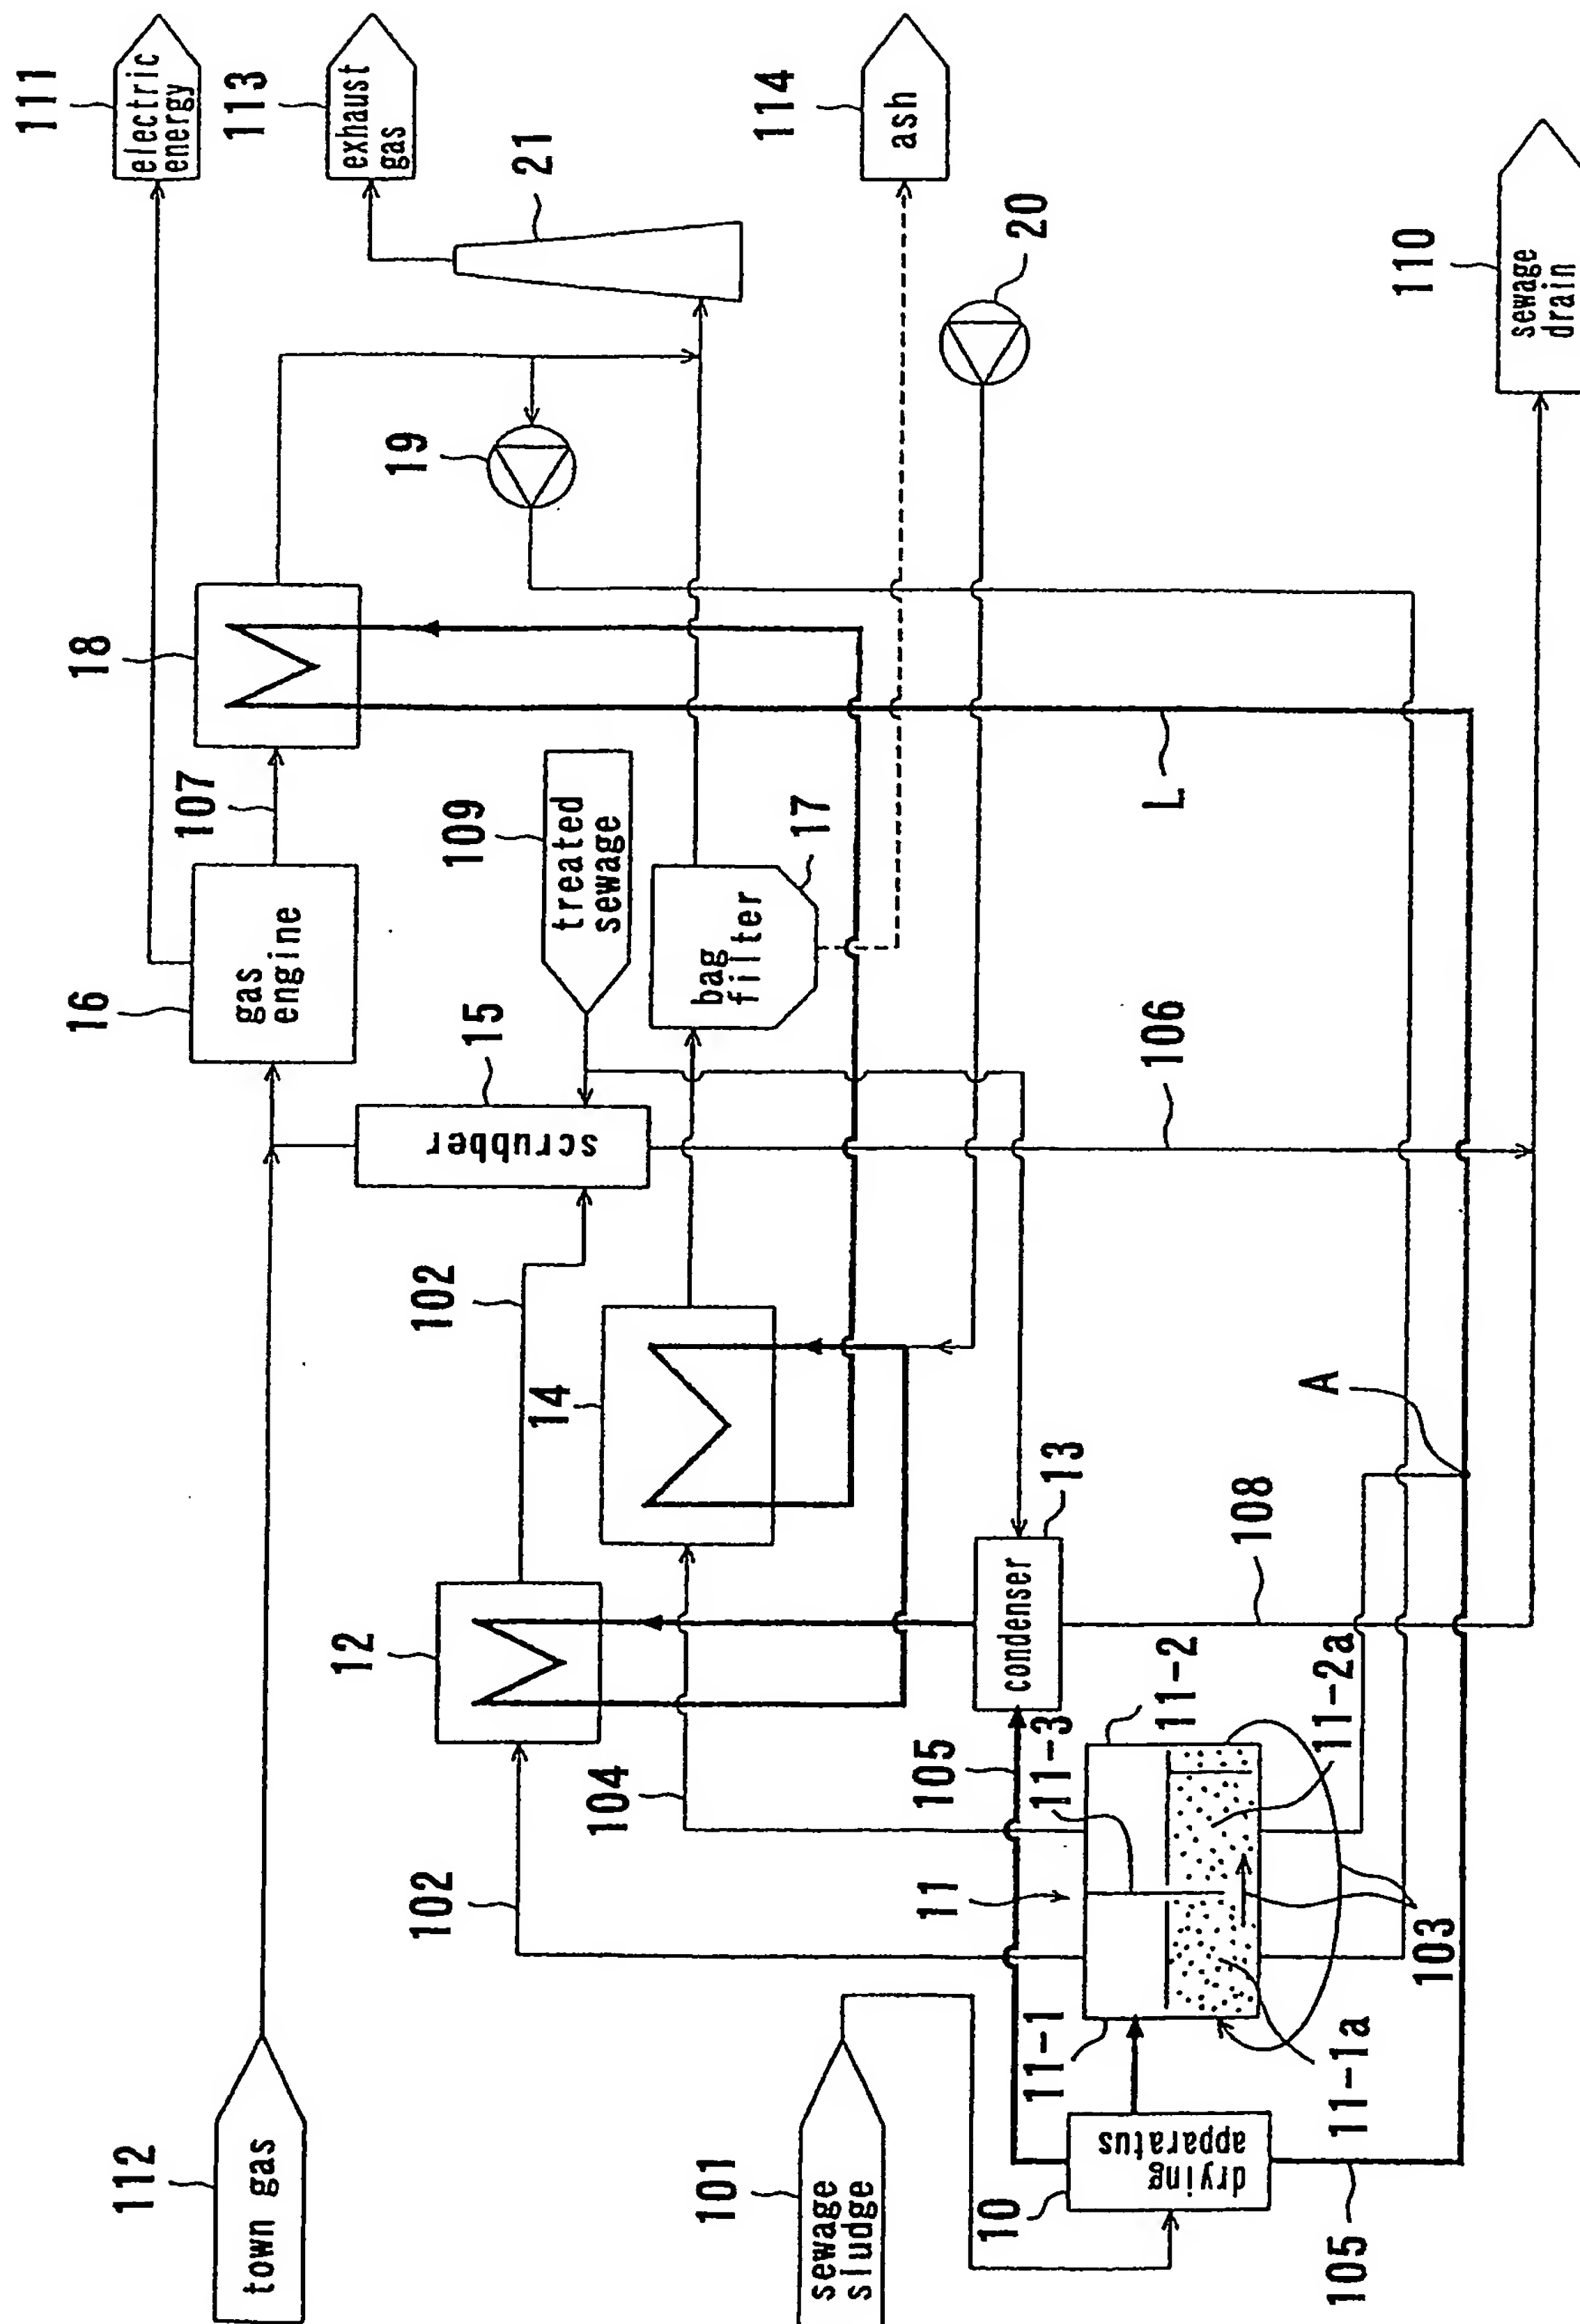 111
electric
energy
113
exhaust
gas
21
114
ash
20
110
sewage
drain
19
18
107
109
treated
sewage
17
bag
filter
L
16
gas
engine
15
scrubber
106
102
14
A
12
13
condenser
108
104
105
11-3
11-2
11-2a
102
11
103
11-1
11-1a
112
town gas
101
sewage
sludge
10
drying
apparatus
105